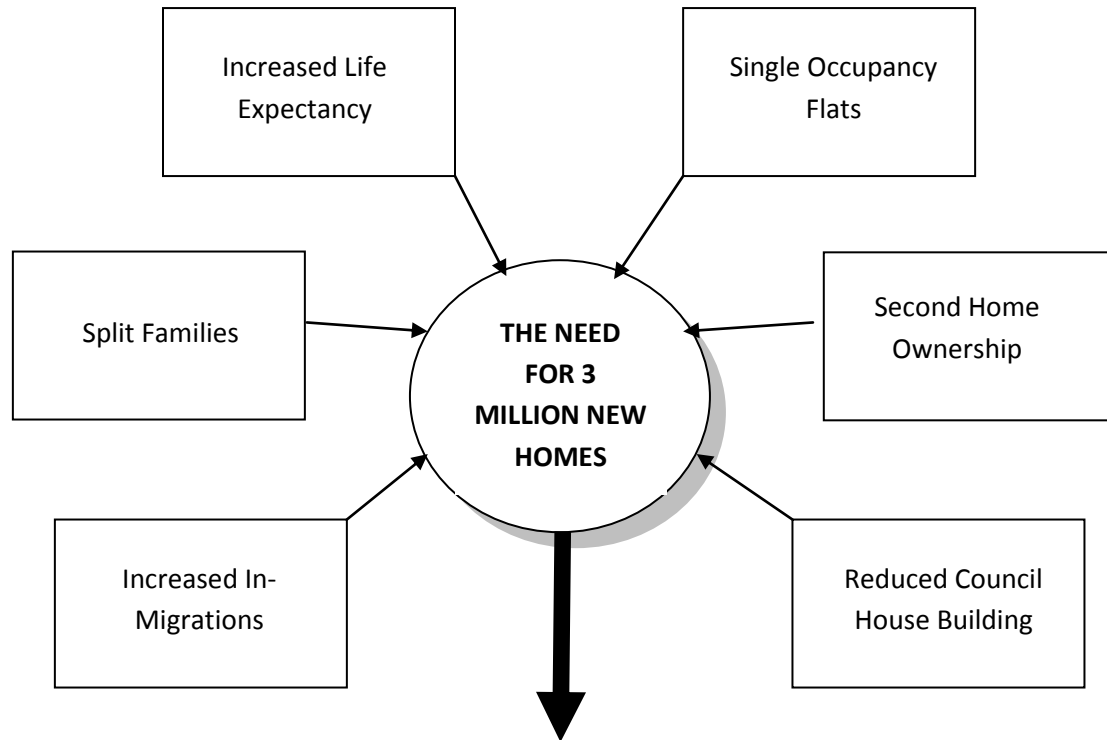 Increased Life
Expectancy
Single Occupancy
Flats
Split Families
THE NEED
FOR 3
MILLION NEW
HOMES
Second Home
Ownership
Increased In-
Migrations
Reduced Council
House Building